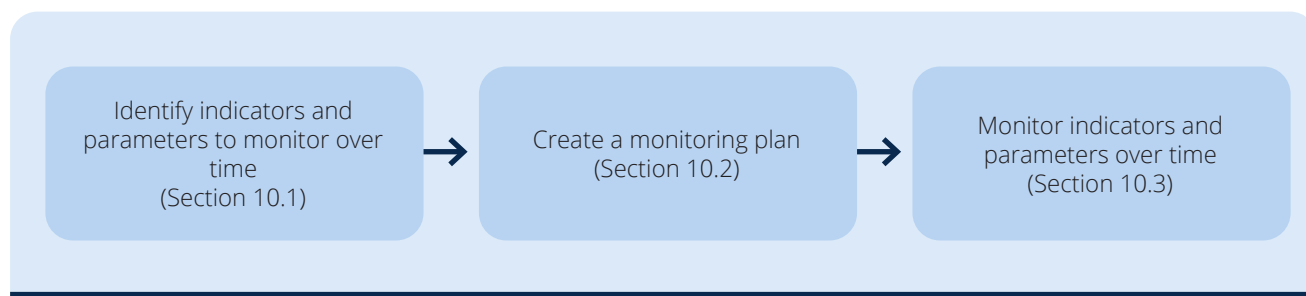 Identify indicators and
parameters to monitor over
time
(Section 10.1)
Create a monitoring plan
(Section 10.2)
Monitor indicators and
parameters over time
(Section 10.3)